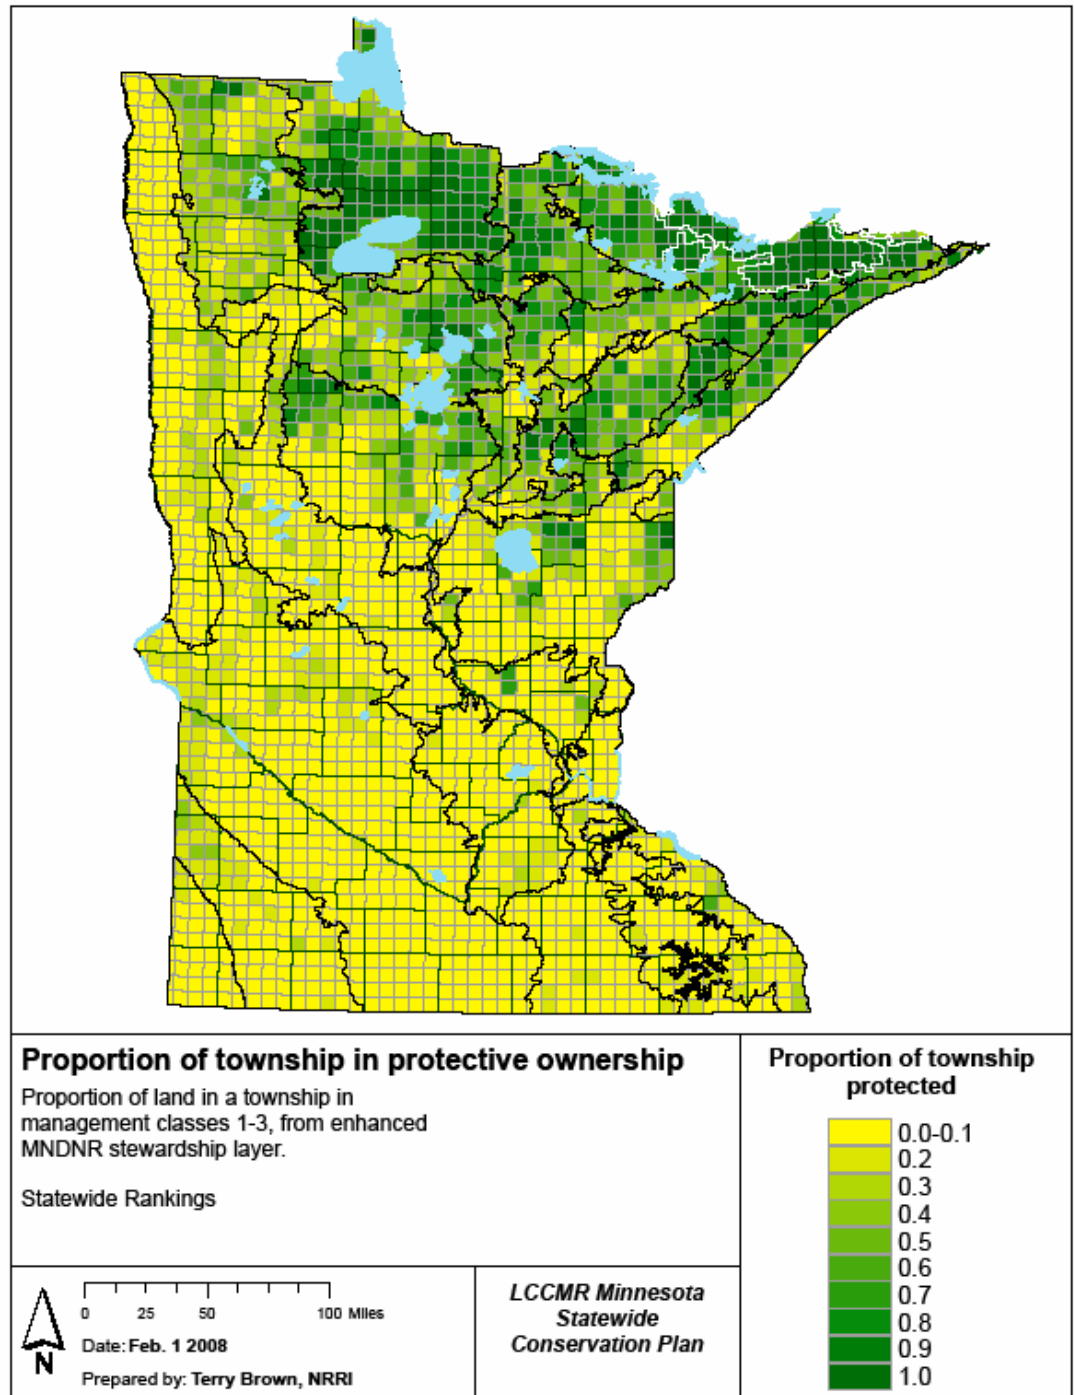 Proportion of township in protective ownership
Proportion of land in a township in
management classes 1-3, from enhanced
MNDNR stewardship layer.
Statewide Rankings
Proportion of township
protected
0.0-0.1
0.2
0.3
0.4
0.5
0.6
0.7
0.8
0.9
1.0
N
0 25 50 100 Miles
Date: Feb. 1 2008
Prepared by: Terry Brown, NRRI
LCCMR Minnesota
Statewide
Conservation Plan